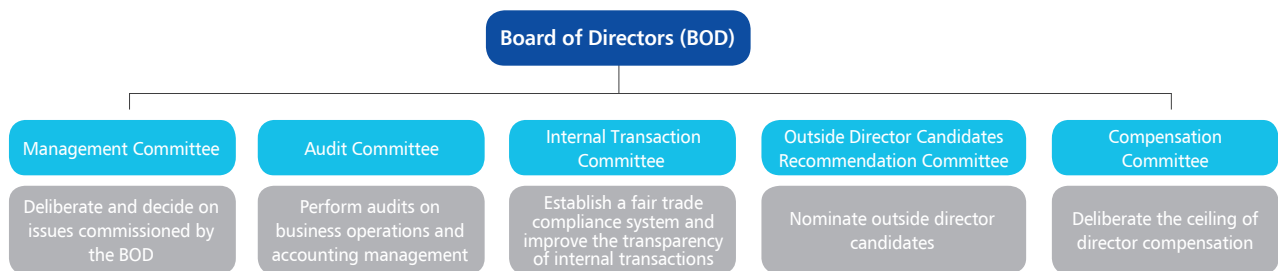 Board of Directors (BOD)
Management Committee
Audit Committee
Internal Transaction
Committee
Outside Director Candidates
Recommendation Committee
Compensation
Committee
Deliberate and decide on
issues commissioned by
the BOD
Perform audits on
business operations and
accounting management
Establish a fair trade
compliance system and
improve the transparency
of internal transactions
Nominate outside director
candidates
Deliberate the ceiling of
director compensation